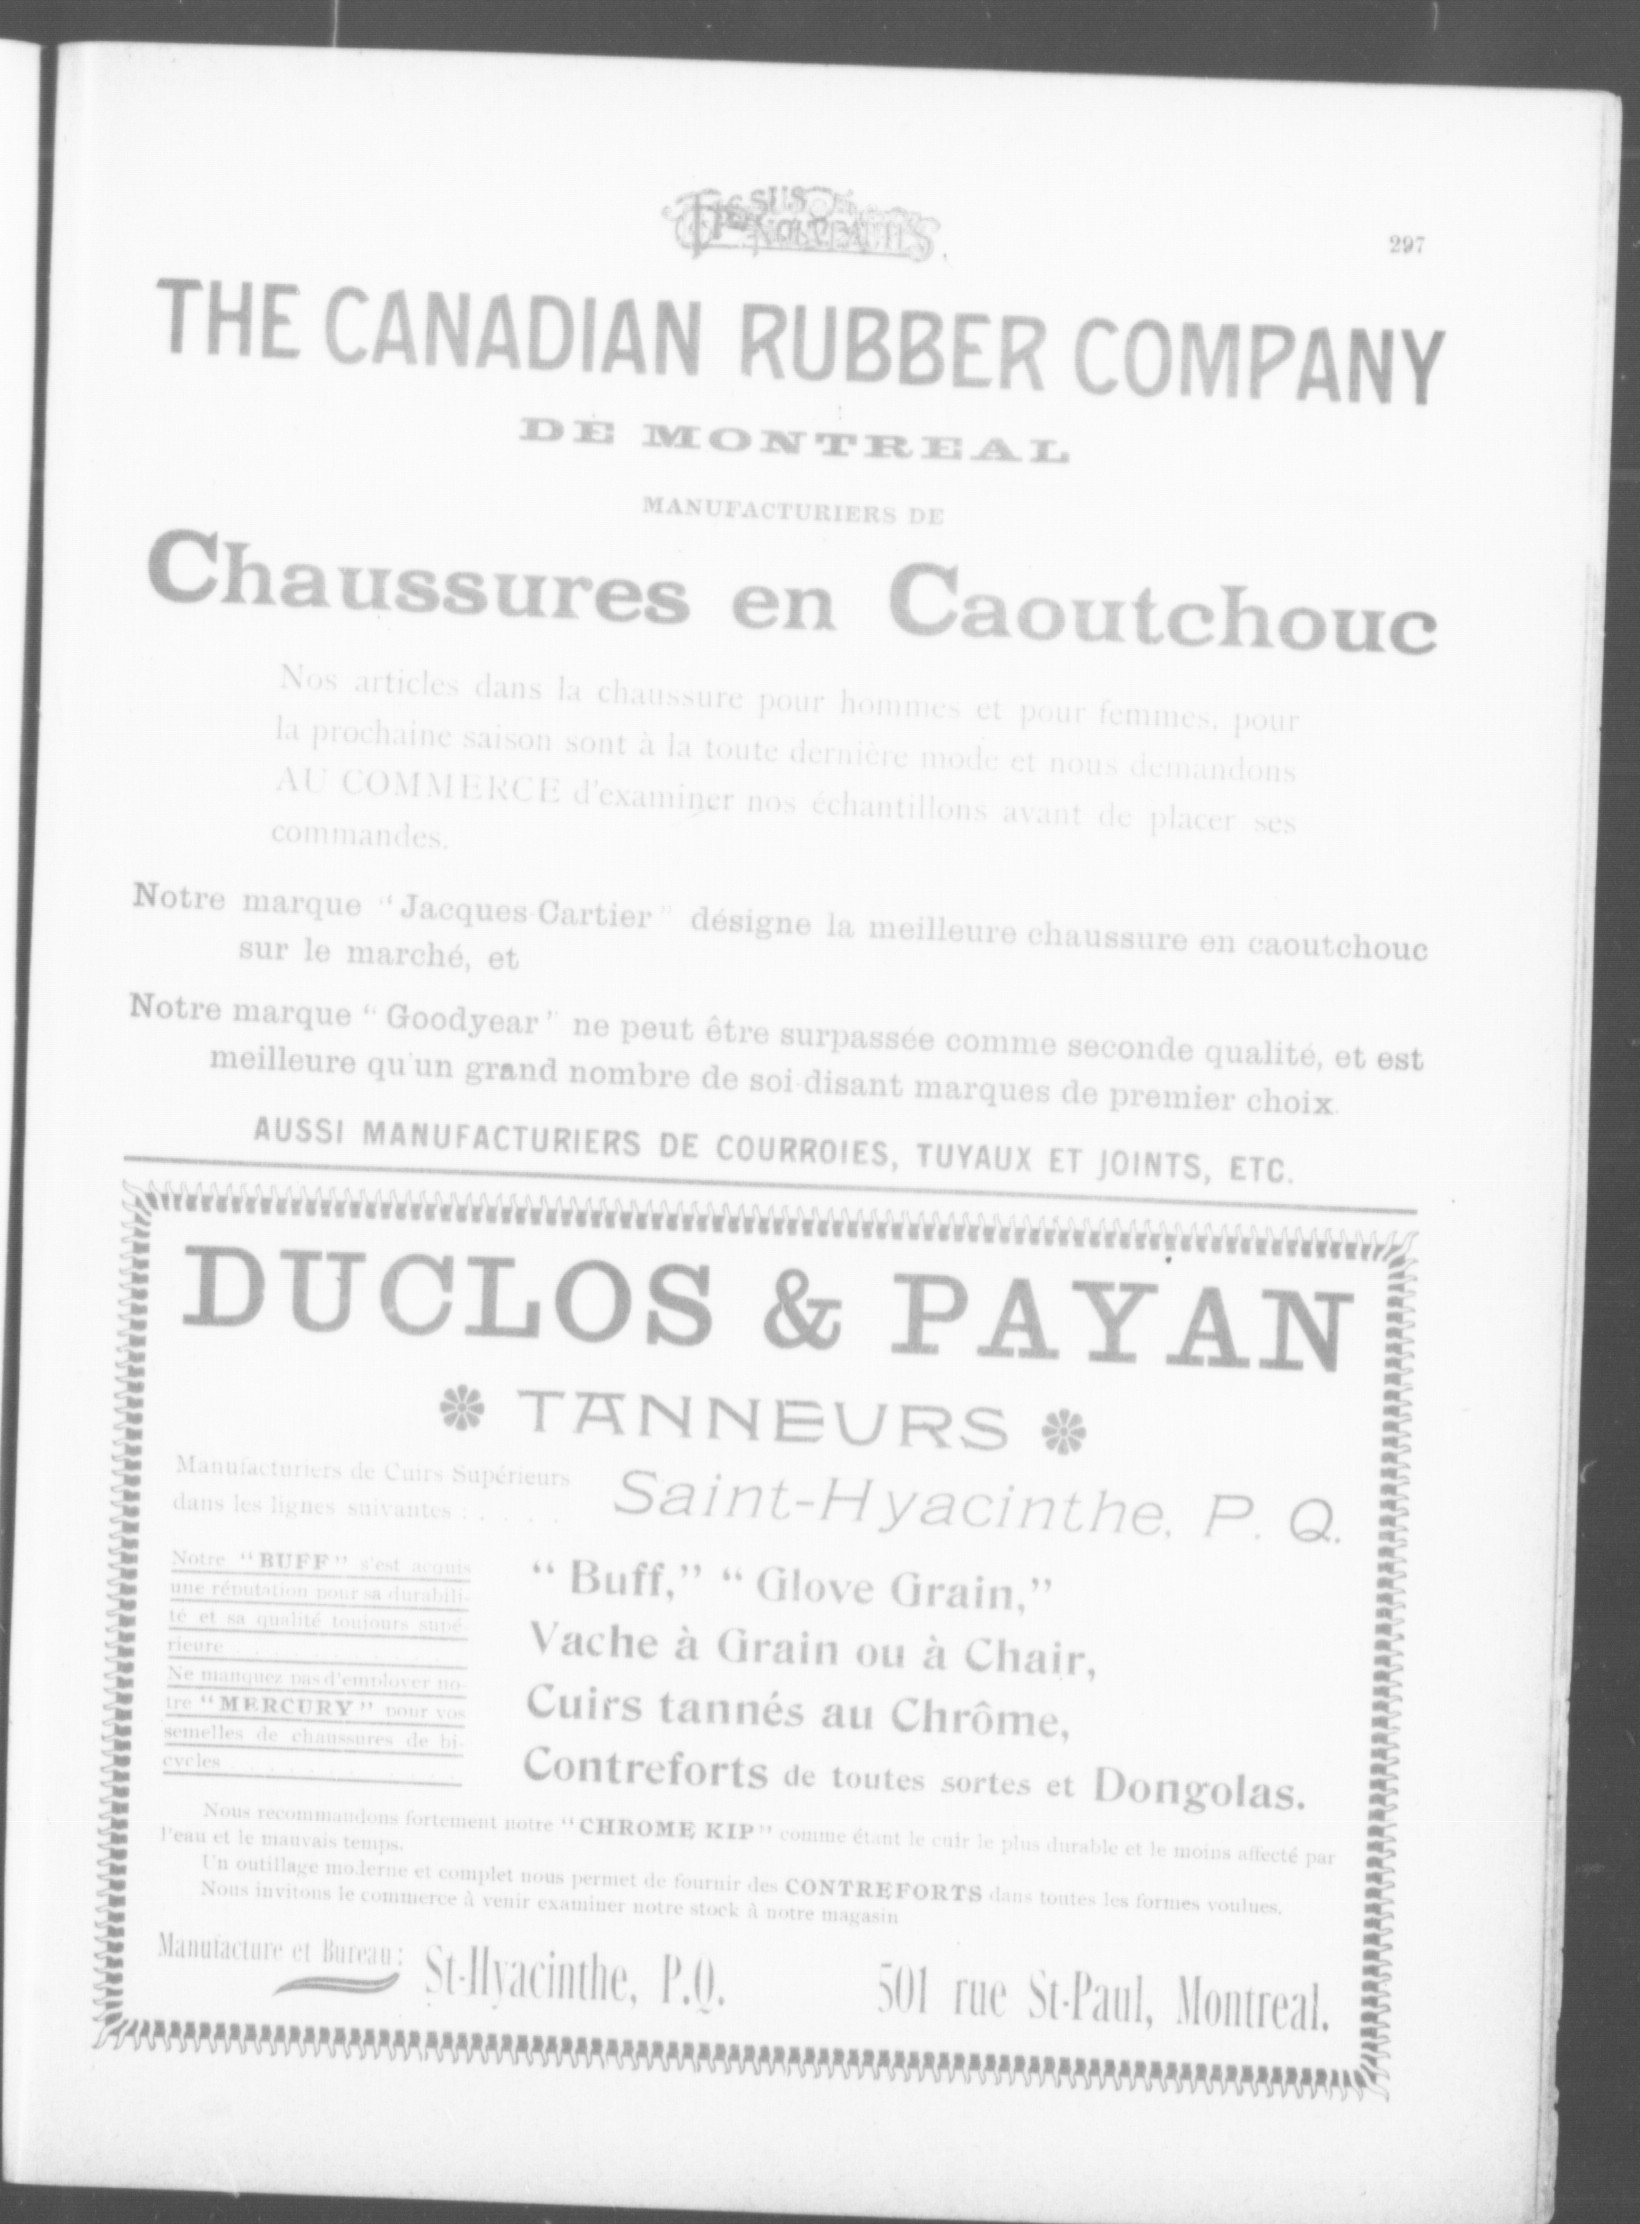 TISSUS
NOUVEAUTÉS
297
THE CANADIAN RUBBER COMPANY
DE MONTREAL
MANUFACTURIERS DE
Chaussures en Caoutchouc
Nos articles dans la chaussure pour hommes et pour femmes, pour
la prochaine saison sont à la toute dernière mode et nous demandons
AU COMMERCE d'examiner nos échantillons avant de placer ses
commandes.
Notre marque "Jacques-Cartier" désigne la meilleure chaussure en caoutchouc
sur le marché, et
Notre marque "Goodyear" ne peut être surpassée comme seconde qualité, et est
meilleure qu'un grand nombre de soi-disant marques de premier choix.
AUSSI MANUFACTURIERS DE COURROIES, TUYAUX ET JOINTS, ETC.
DUCLOS & PAYAN
TANNEURS
Manufacturiers de Cuirs Supérieurs
dans les lignes suivantes : . . . . .
Saint-Hyacinthe, P. Q.
Notre "BUFF" s'est acquis
une réputation pour sa durabili-
té et sa qualité toujours supé-
rieure
Ne manquez pas d'employer no-
tre "MERCURY" pour vos
semelles de chaussures de bi-
cycles
"Buff," "Glove Grain,"
Vache à Grain ou à Chair,
Cuirs tannés au Chrôme,
Contreforts de toutes sortes et Dongolas.
Nous recommandons fortement notre "CHROME KIP" comme étant le cuir le plus durable et le moins affecté par
l'eau et le mauvais temps.
Un outillage moderne et complet nous permet de fournir des CONTREFORTS dans toutes les formes voulues.
Nous invitons le commerce à venir examiner notre stock à notre magasin
Manufacture et Bureau: St-Hyacinthe, P.Q. 501 rue St-Paul, Montreal.